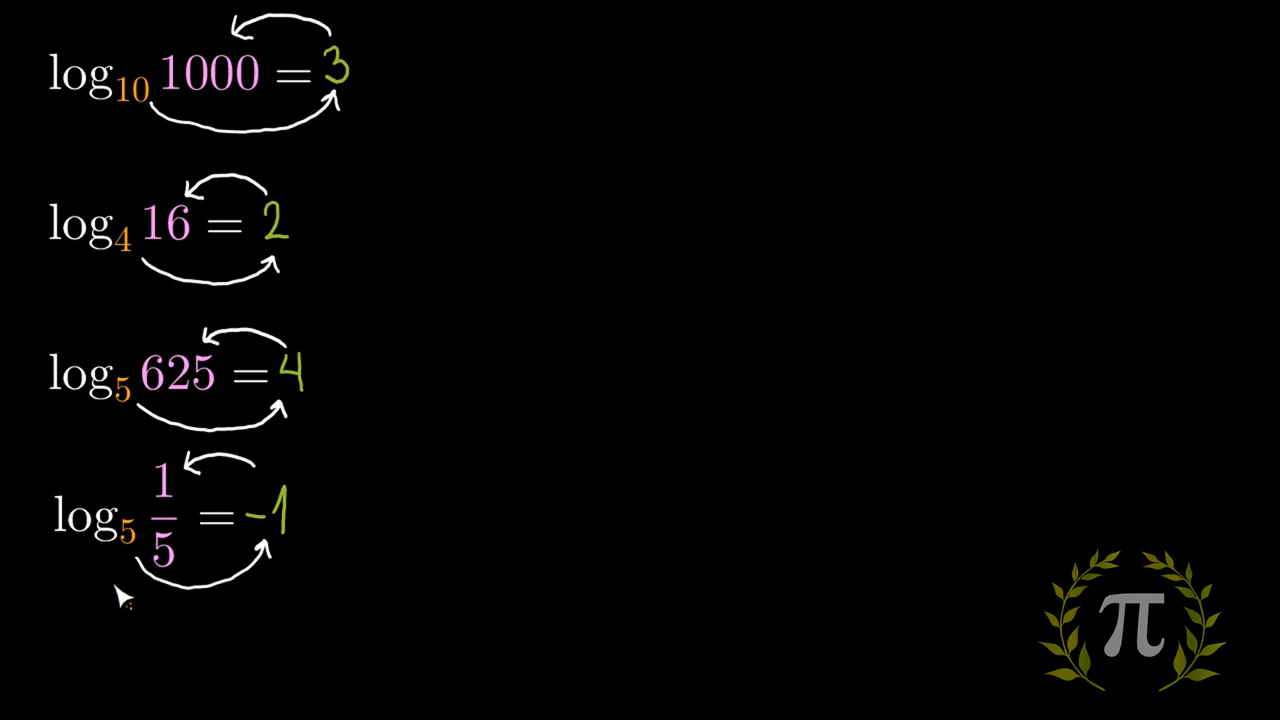 log₁₀ 1000 = 3
log₄ 16 = 2
log₅ 625 = 4
log₅ 1/5 = -1
π